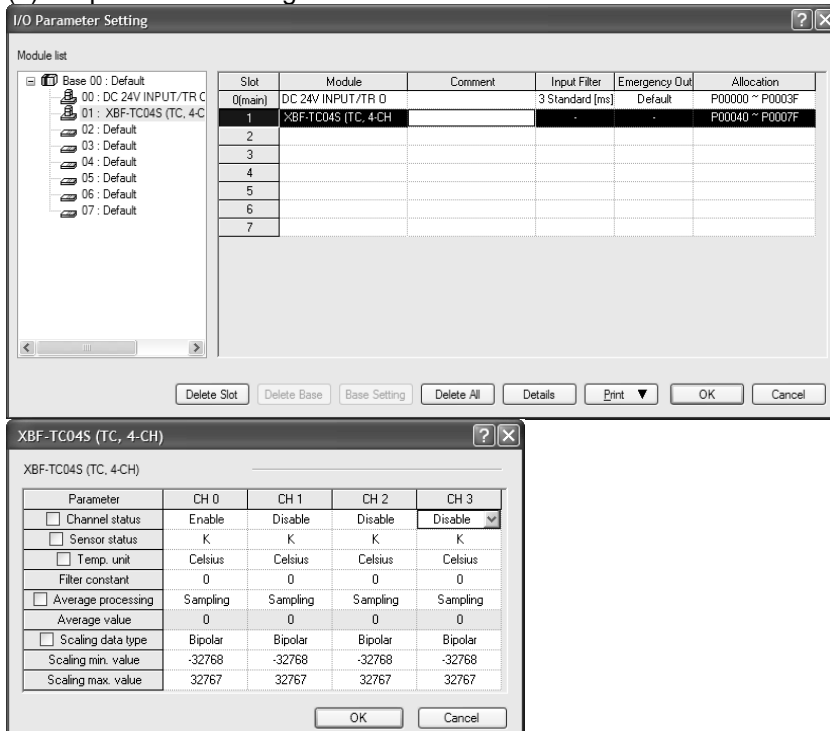 I/O Parameter Setting
Module list
Base 00 : Default
00 : DC 24V INPUT/TR O
01 : XBF-TC04S (TC, 4-C
02 : Default
03 : Default
04 : Default
05 : Default
06 : Default
07 : Default
Slot Module Comment Input Filter Emergency Out Allocation
0(main) DC 24V INPUT/TR O 3 Standard [ms] Default P00000 ~ P0003F
1 XBF-TC04S (TC, 4-CH - - P00040 ~ P0007F
2
3
4
5
6
7
Delete Slot Delete Base Base Setting Delete All Details Print ▼ OK Cancel
XBF-TC04S (TC, 4-CH)
XBF-TC04S (TC, 4-CH)
Parameter CH 0 CH 1 CH 2 CH 3
Channel status Enable Disable Disable Disable
Sensor status K K K K
Temp. unit Celsius Celsius Celsius Celsius
Filter constant 0 0 0 0
Average processing Sampling Sampling Sampling Sampling
Average value 0 0 0 0
Scaling data type Bipolar Bipolar Bipolar Bipolar
Scaling min. value -32768 -32768 -32768 -32768
Scaling max. value 32767 32767 32767 32767
OK Cancel